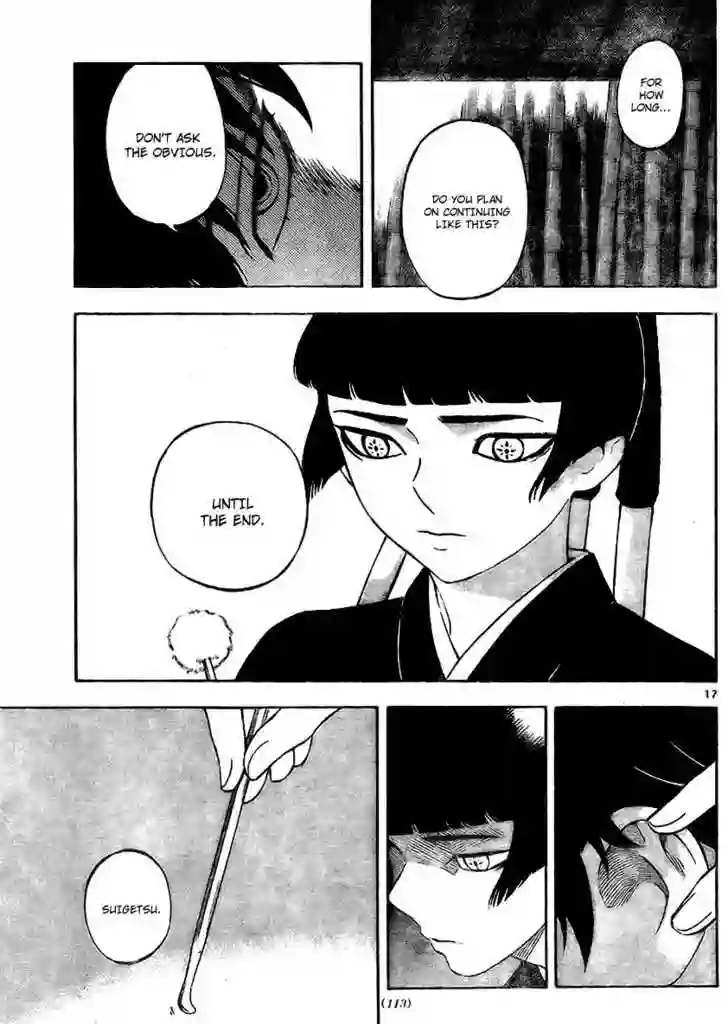 FOR
HOW
LONG...
DO YOU PLAN
ON CONTINUING
LIKE THIS?
DON'T ASK
THE OBVIOUS.
UNTIL
THE END.
17
SUIGETSU.
(113)